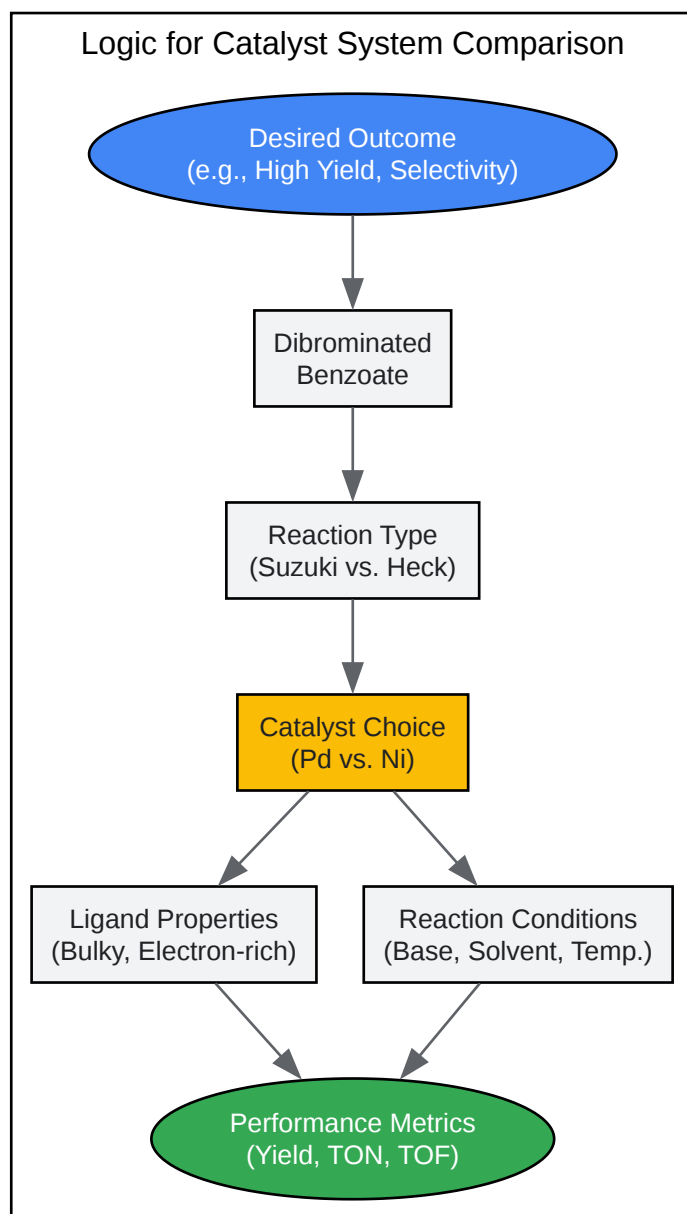 Logic for Catalyst System Comparison
Desired Outcome
(e.g., High Yield, Selectivity)
Dibrominated
Benzoate
Reaction Type
(Suzuki vs. Heck)
Catalyst Choice
(Pd vs. Ni)
Ligand Properties
(Bulky, Electron-rich)
Reaction Conditions
(Base, Solvent, Temp.)
Performance Metrics
(Yield, TON, TOF)